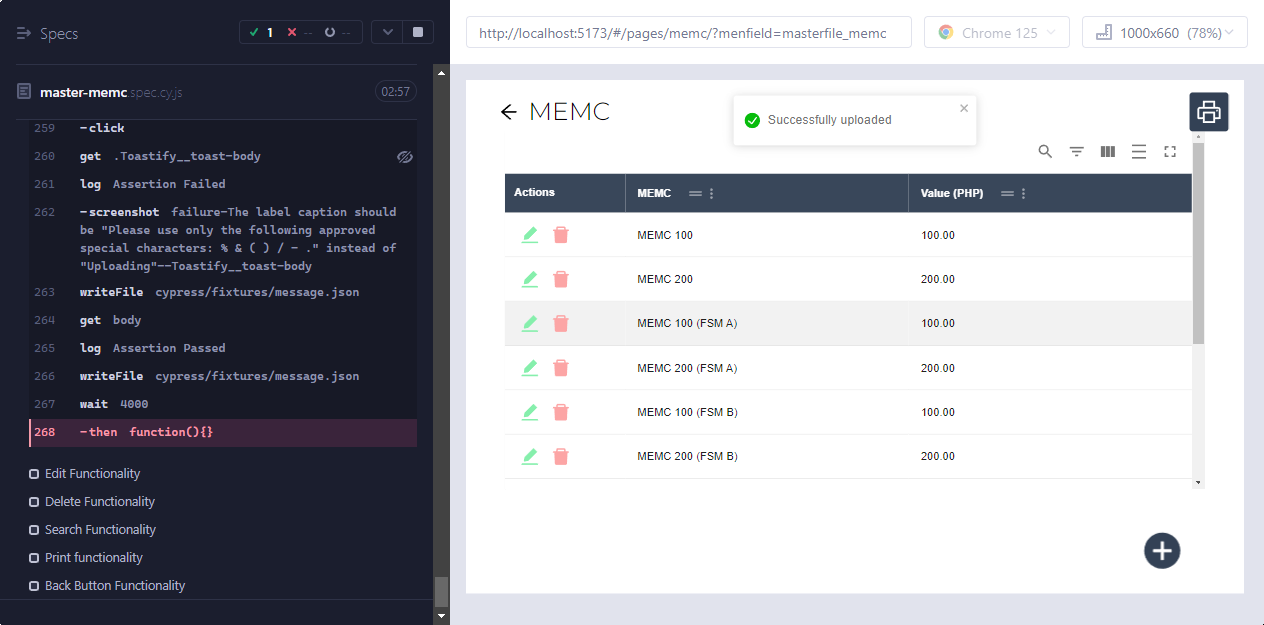 Specs
1
--
--
master-memc.spec.cy.js
02:57
259 -click
260 get .Toastify__toast-body
261 log Assertion Failed
262 -screenshot failure-The label caption should
be "Please use only the following approved
special characters: % & ( ) / - ." instead of
"Uploading"--Toastify__toast-body
263 writeFile cypress/fixtures/message.json
264 get body
265 log Assertion Passed
266 writeFile cypress/fixtures/message.json
267 wait 4000
268 -then function(){}
Edit Functionality
Delete Functionality
Search Functionality
Print functionality
Back Button Functionality
http://localhost:5173/#/pages/memc/?menfield=masterfile_memc
Chrome 125
1000x660 (78%)
MEMC
Successfully uploaded
Actions MEMC Value (PHP)
MEMC 100 100.00
MEMC 200 200.00
MEMC 100 (FSM A) 100.00
MEMC 200 (FSM A) 200.00
MEMC 100 (FSM B) 100.00
MEMC 200 (FSM B) 200.00